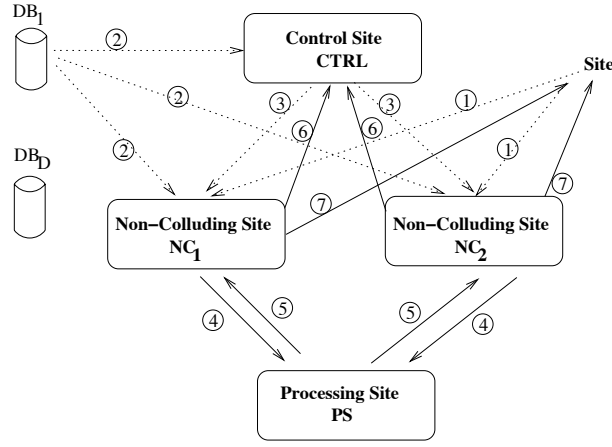 DB1
②
Control Site
CTRL
Site
②
③
③
①
⑥
⑥
②
①
DBD
⑦
⑦
Non–Colluding Site
NC1
Non–Colluding Site
NC2
⑤
⑤
④
④
Processing Site
PS